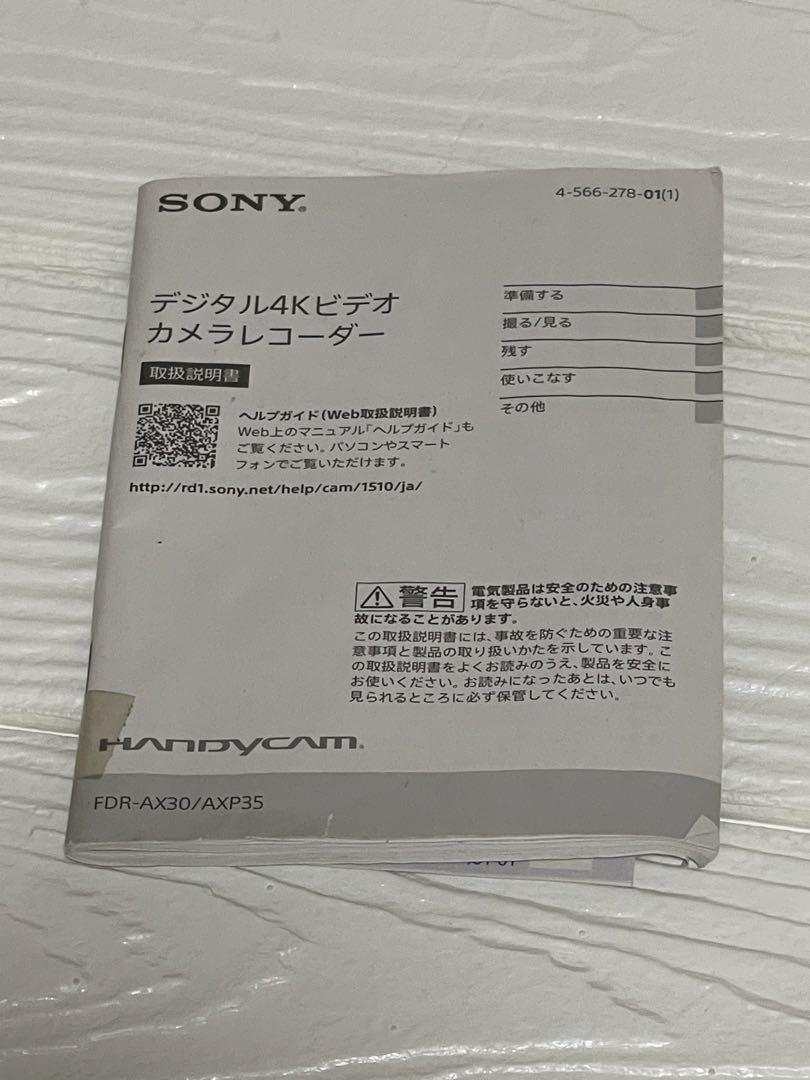 SONY®
4-566-278-01(1)
デジタル4Kビデオ
カメラレコーダー
取扱説明書
ヘルプガイド(Web取扱説明書)
Web上のマニュアル「ヘルプガイド」も
ご覧ください。パソコンやスマート
フォンでご覧いただけます。
http://rd1.sony.net/help/cam/1510/ja/
準備する
撮る/見る
残す
使いこなす
その他
警告
電気製品は安全のための注意事
項を守らないと、火災や人身事
故になることがあります。
この取扱説明書には、事故を防ぐための重要な注
意事項と製品の取り扱いかたを示しています。こ
の取扱説明書をよくお読みのうえ、製品を安全に
お使いください。お読みになったあとは、いつでも
見られるところに必ず保管してください。
HANDYCAM®
FDR-AX30/AXP35